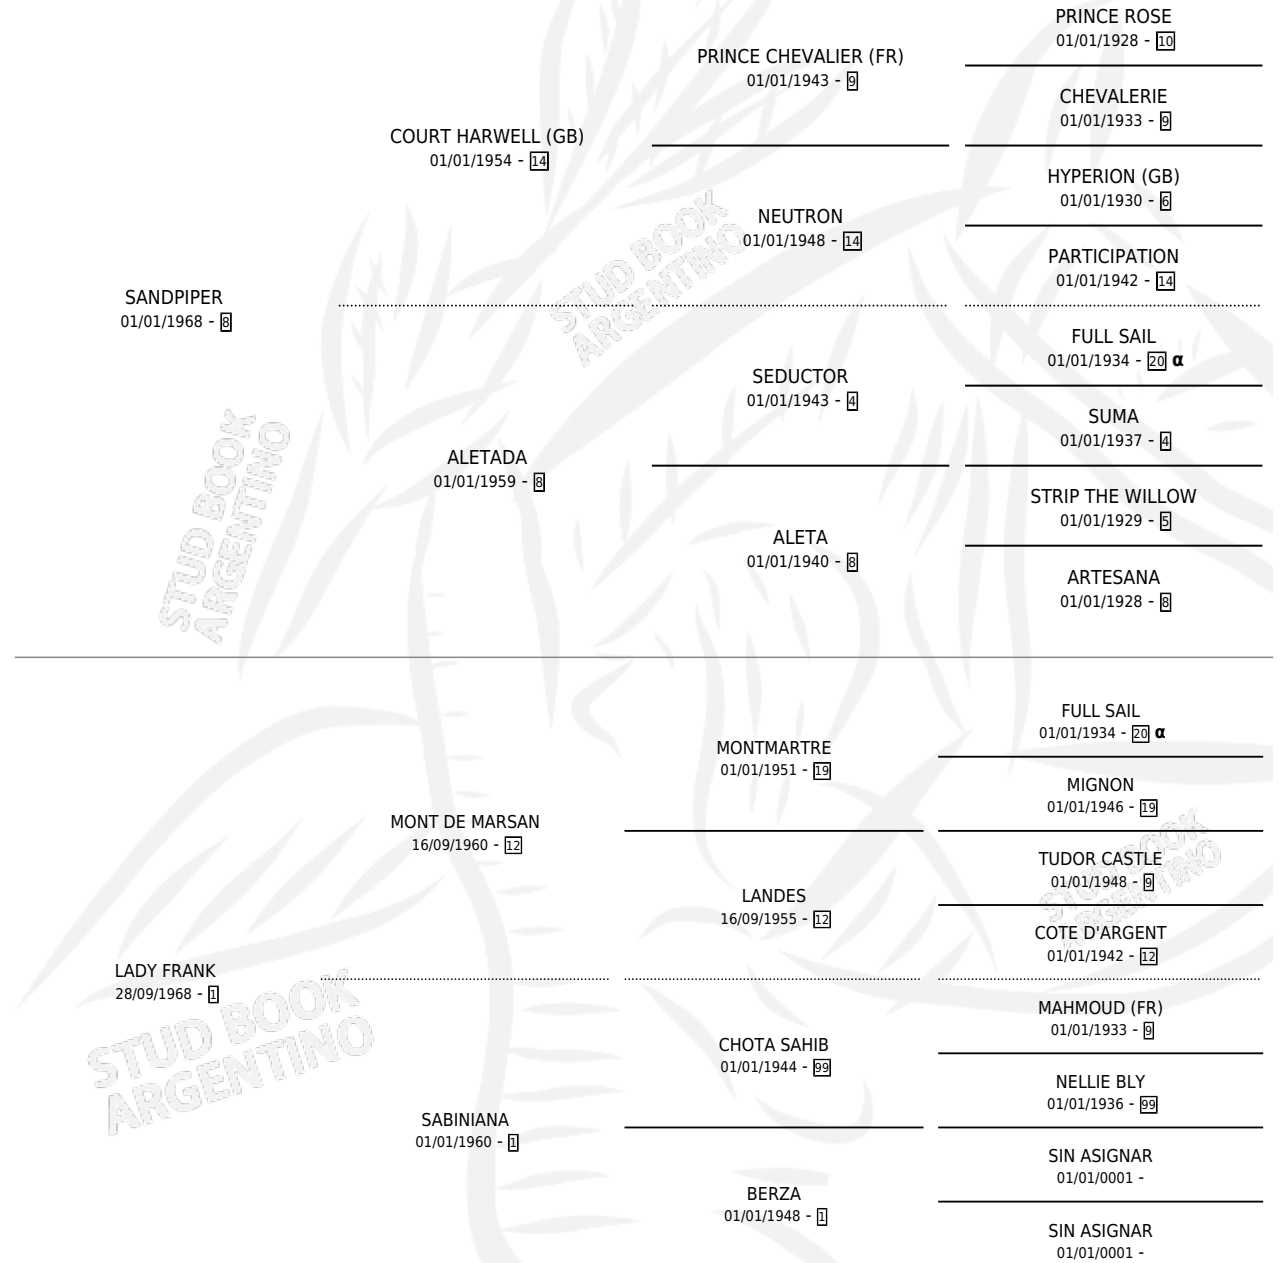 PRINCE ROSE
01/01/1928 - 10
PRINCE CHEVALIER (FR)
01/01/1943 - 9
CHEVALERIE
01/01/1933 - 9
COURT HARWELL (GB)
01/01/1954 - 14
HYPERION (GB)
01/01/1930 - 6
NEUTRON
01/01/1948 - 14
PARTICIPATION
01/01/1942 - 14
SANDPIPER
01/01/1968 - 8
FULL SAIL
01/01/1934 - 20 α
SEDUCTOR
01/01/1943 - 4
SUMA
01/01/1937 - 4
ALETADA
01/01/1959 - 8
STRIP THE WILLOW
01/01/1929 - 5
ALETA
01/01/1940 - 8
ARTESANA
01/01/1928 - 8
FULL SAIL
01/01/1934 - 20 α
MONTMARTRE
01/01/1951 - 19
MIGNON
01/01/1946 - 19
MONT DE MARSAN
16/09/1960 - 12
TUDOR CASTLE
01/01/1948 - 9
LANDES
16/09/1955 - 12
COTE D'ARGENT
01/01/1942 - 12
LADY FRANK
28/09/1968 - 1
MAHMOUD (FR)
01/01/1933 - 9
CHOTA SAHIB
01/01/1944 - 99
NELLIE BLY
01/01/1936 - 99
SABINIANA
01/01/1960 - 1
SIN ASIGNAR
01/01/0001 -
BERZA
01/01/1948 - 1
SIN ASIGNAR
01/01/0001 -
STUD BOOK
ARGENTINO
STUD BOOK
ARGENTINO
STUD BOOK
ARGENTINO
STUD BOOK
ARGENTINO